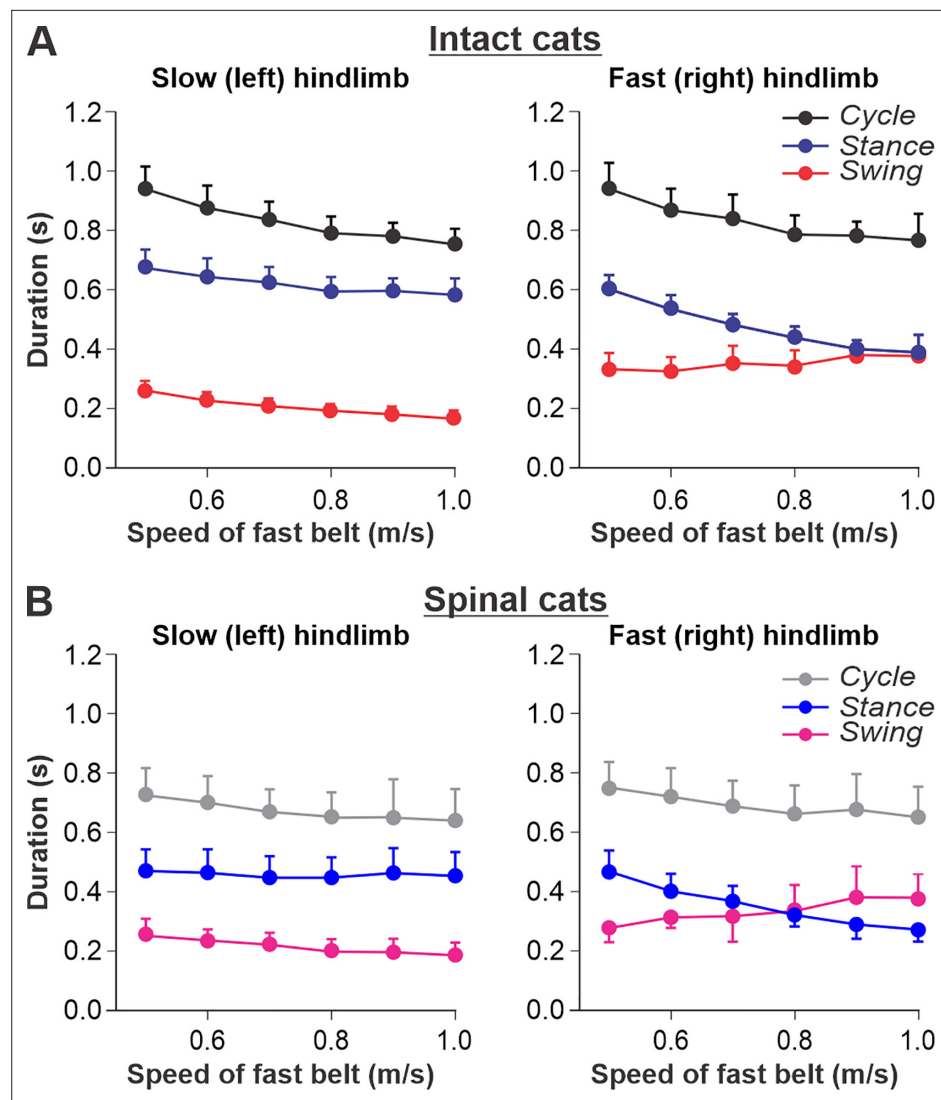 A
Intact cats
Slow (left) hindlimb
Fast (right) hindlimb
Cycle
Stance
Swing
Duration (s)
1.2
1.0
0.8
0.6
0.4
0.2
0.0
0.6 0.8 1.0
Speed of fast belt (m/s)
1.2
1.0
0.8
0.6
0.4
0.2
0.0
0.6 0.8 1.0
Speed of fast belt (m/s)
B
Spinal cats
Slow (left) hindlimb
Fast (right) hindlimb
Cycle
Stance
Swing
Duration (s)
1.2
1.0
0.8
0.6
0.4
0.2
0.0
0.6 0.8 1.0
Speed of fast belt (m/s)
1.2
1.0
0.8
0.6
0.4
0.2
0.0
0.6 0.8 1.0
Speed of fast belt (m/s)